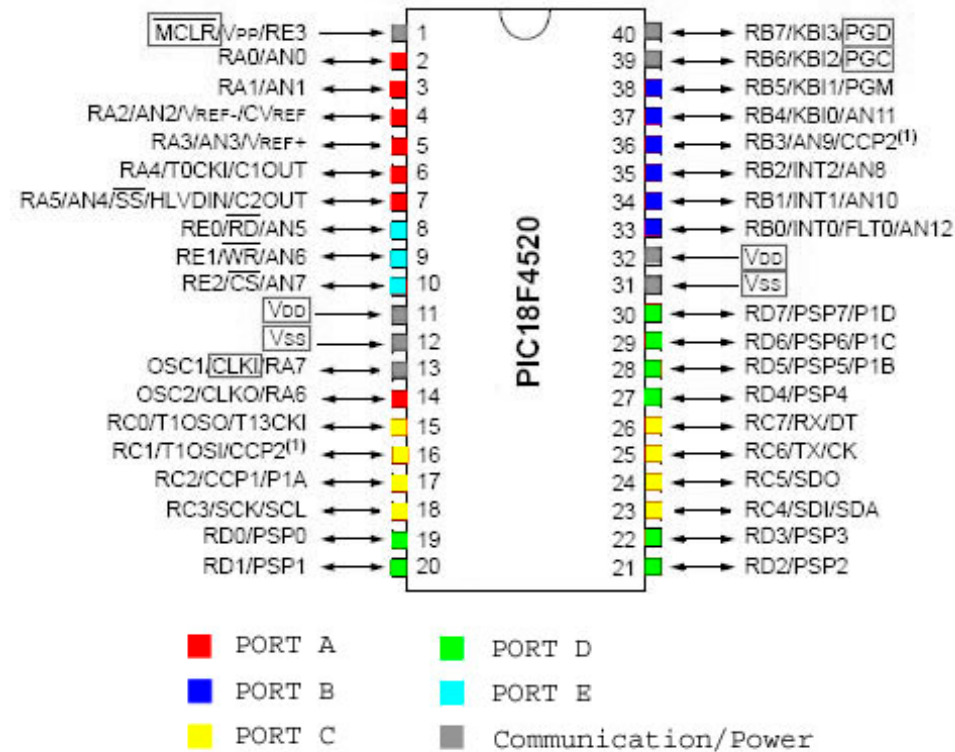 MCLR/VPP/RE3 1
RA0/AN0 2
RA1/AN1 3
RA2/AN2/VREF-/CVREF 4
RA3/AN3/VREF+ 5
RA4/T0CKI/C1OUT 6
RA5/AN4/SS/HLVDIN/C2OUT 7
RE0/RD/AN5 8
RE1/WR/AN6 9
RE2/CS/AN7 10
VDD 11
VSS 12
OSC1/CLKI/RA7 13
OSC2/CLKO/RA6 14
RC0/T1OSO/T13CKI 15
RC1/T1OSI/CCP2(1) 16
RC2/CCP1/P1A 17
RC3/SCK/SCL 18
RD0/PSP0 19
RD1/PSP1 20
PIC18F4520
40 RB7/KBI3/PGD
39 RB6/KBI2/PGC
38 RB5/KBI1/PGM
37 RB4/KBI0/AN11
36 RB3/AN9/CCP2(1)
35 RB2/INT2/AN8
34 RB1/INT1/AN10
33 RB0/INT0/FLT0/AN12
32 VDD
31 VSS
30 RD7/PSP7/P1D
29 RD6/PSP6/P1C
28 RD5/PSP5/P1B
27 RD4/PSP4
26 RC7/RX/DT
25 RC6/TX/CK
24 RC5/SDO
23 RC4/SDI/SDA
22 RD3/PSP3
21 RD2/PSP2
PORT A
PORT B
PORT C
PORT D
PORT E
Communication/Power